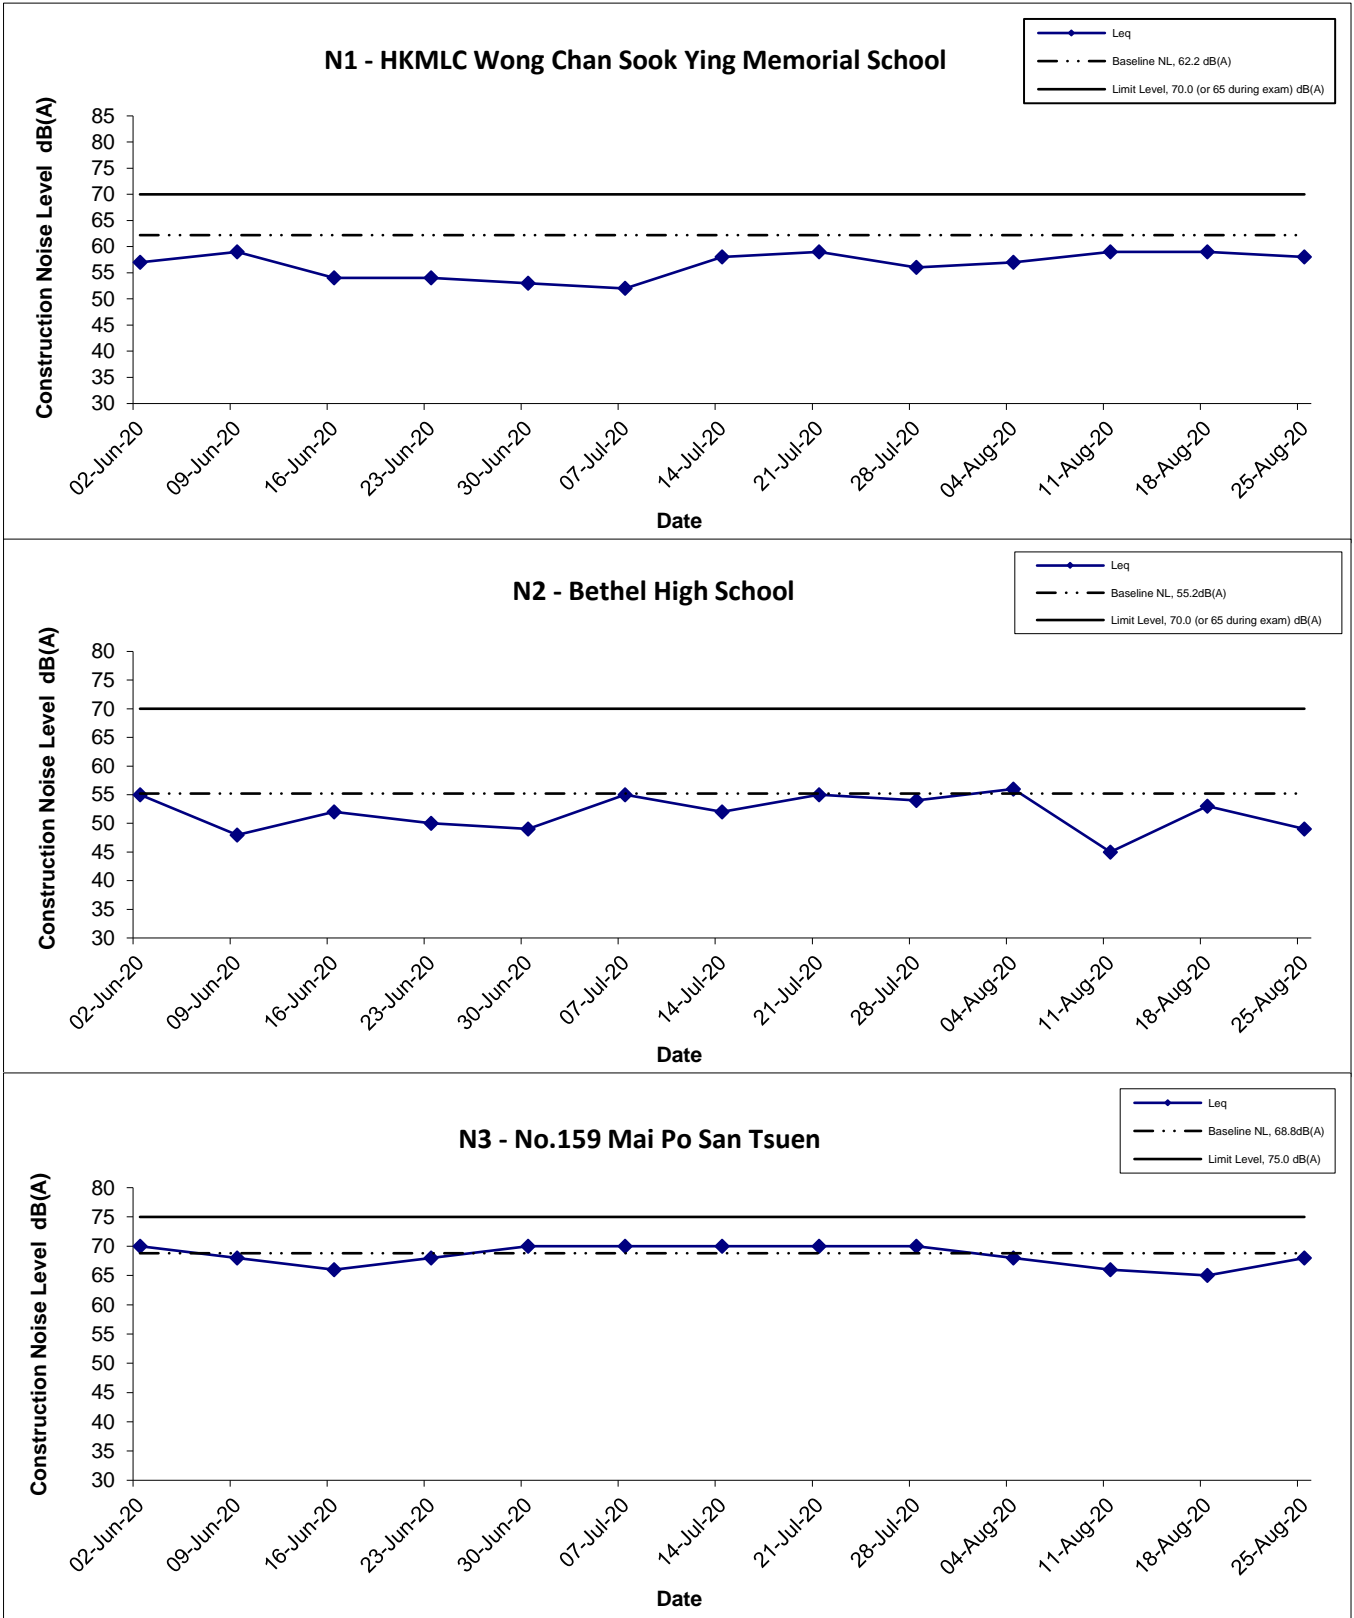 N1 - HKMLC Wong Chan Sook Ying Memorial School
Leq
Baseline NL, 62.2 dB(A)
Limit Level, 70.0 (or 65 during exam) dB(A)
Construction Noise Level dB(A)
85
80
75
70
65
60
55
50
45
40
35
30
02-Jun-20
09-Jun-20
16-Jun-20
23-Jun-20
30-Jun-20
07-Jul-20
14-Jul-20
21-Jul-20
28-Jul-20
04-Aug-20
11-Aug-20
18-Aug-20
25-Aug-20
Date
N2 - Bethel High School
Leq
Baseline NL, 55.2dB(A)
Limit Level, 70.0 (or 65 during exam) dB(A)
Construction Noise Level dB(A)
80
75
70
65
60
55
50
45
40
35
30
02-Jun-20
09-Jun-20
16-Jun-20
23-Jun-20
30-Jun-20
07-Jul-20
14-Jul-20
21-Jul-20
28-Jul-20
04-Aug-20
11-Aug-20
18-Aug-20
25-Aug-20
Date
N3 - No.159 Mai Po San Tsuen
Leq
Baseline NL, 68.8dB(A)
Limit Level, 75.0 dB(A)
Construction Noise Level dB(A)
80
75
70
65
60
55
50
45
40
35
30
02-Jun-20
09-Jun-20
16-Jun-20
23-Jun-20
30-Jun-20
07-Jul-20
14-Jul-20
21-Jul-20
28-Jul-20
04-Aug-20
11-Aug-20
18-Aug-20
25-Aug-20
Date